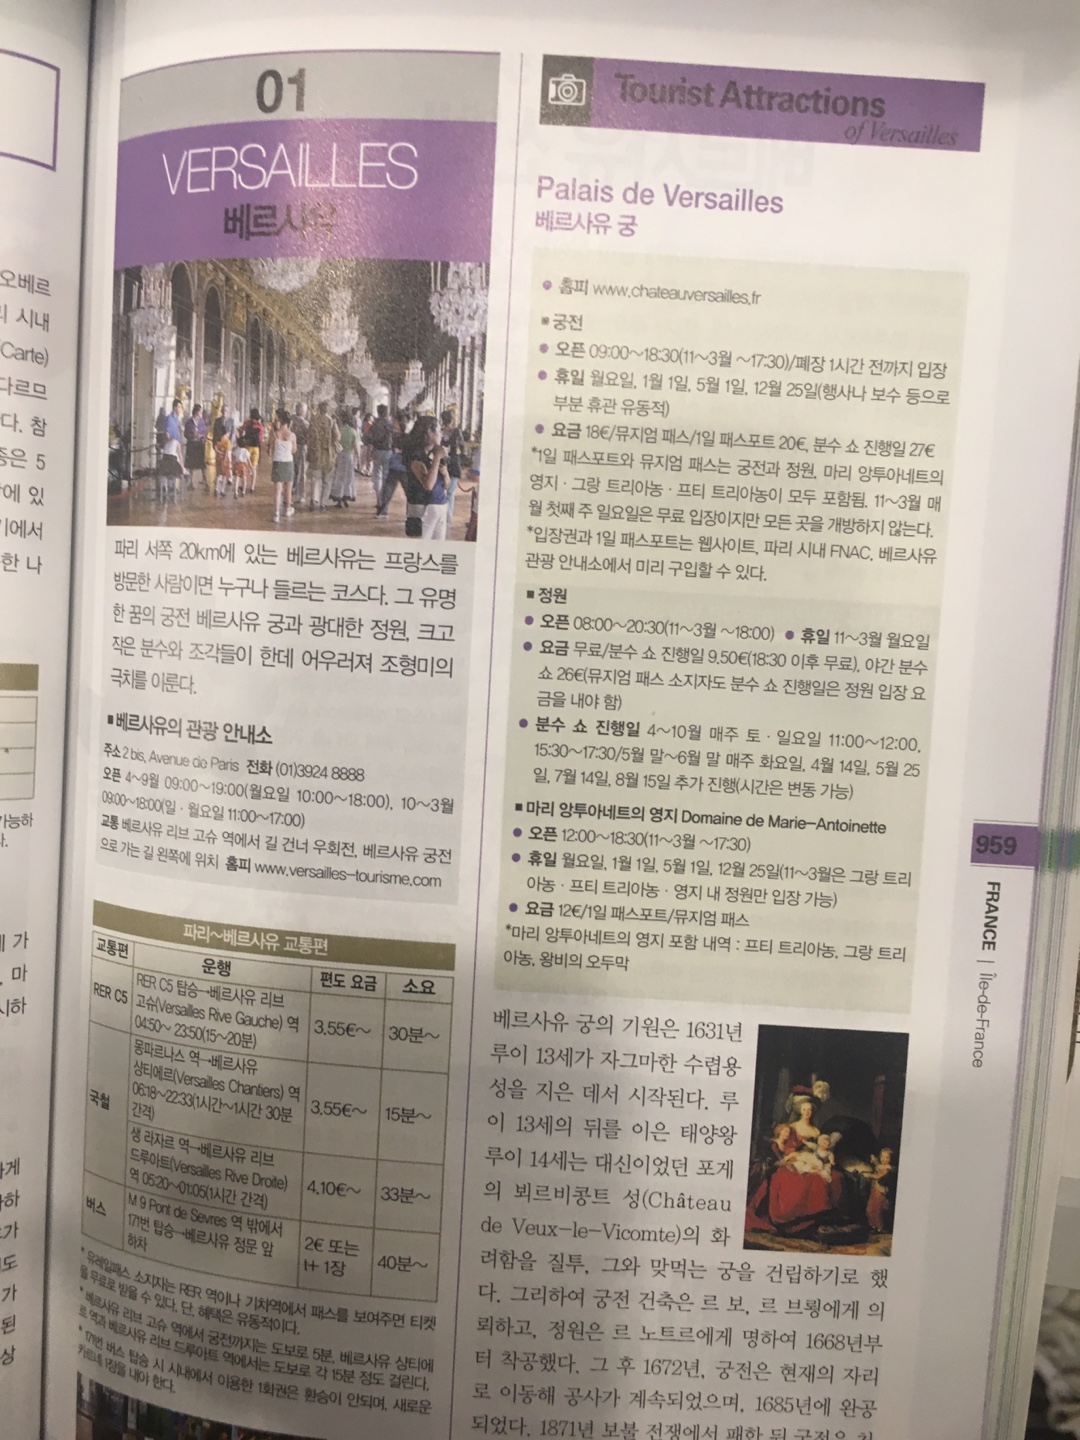 오베르
시내
Carte)
다르므
다. 참
중은 5
에 있
기에서
한 나
01
VERSAILLES
베르사유
파리 서쪽 20km에 있는 베르사유는 프랑스를
방문한 사람이면 누구나 들르는 코스다. 그 유명
한 꿈의 궁전 베르사유 궁과 광대한 정원, 크고
작은 분수와 조각들이 한데 어우러져 조형미의
극치를 이룬다.
■베르사유의 관광 안내소
주소 2 bis, Avenue de Paris 전화 (01)3924 8888
오픈 4~9월 09:00~19:00(월요일 10:00~18:00), 10~3월
09:00~18:00(일·월요일 11:00~17:00)
교통 베르사유 리브 고슈 역에서 길 건너 우회전, 베르사유 궁전
으로 가는 길 왼쪽에 위치 홈피 www.versailles-tourisme.com
파리~베르사유 교통편
교통편 운행 편도 요금 소요
RER C5 RER C5 탑승→베르사유 리브
고슈(Versailles Rive Gauche) 역
04:50~ 23:50(15~20분) 3.55€~ 30분~
국철 몽파르나스 역→베르사유
샹티에르(Versailles Chantiers) 역
06:18~22:33(1시간~1시간 30분
간격) 3.55€~ 15분~
생 라자르 역→베르사유 리브
드루아트(Versailles Rive Droite)
역 05:20~01:05(1시간 간격) 4.10€~ 33분~
버스 M 9 Pont de Sevres 역 밖에서
171번 탑승→베르사유 정문 앞
하차 2€ 또는
t+ 1장 40분~
* 유레일패스 소지자는 RER 역이나 기차역에서 패스를 보여주면 티켓
을 무료로 받을 수 있다. 단, 혜택은 유동적이다.
* 베르사유 리브 고슈 역에서 궁전까지는 도보로 5분, 베르사유 샹티에
르 역과 베르사유 리브 드루아트 역에서는 도보로 각 15분 정도 걸린다.
* 171번 버스 탑승 시 시내에서 이용한 1회권은 환승이 안되며, 새로운
카르네 1장을 내야 한다.
Tourist Attractions
of Versailles
Palais de Versailles
베르사유 궁
● 홈피 www.chateauversailles.fr
■ 궁전
● 오픈 09:00~18:30(11~3월 ~17:30)/폐장 1시간 전까지 입장
● 휴일 월요일, 1월 1일, 5월 1일, 12월 25일(행사나 보수 등으로
부분 휴관 유동적)
● 요금 18€/뮤지엄 패스/1일 패스포트 20€, 분수 쇼 진행일 27€
*1일 패스포트와 뮤지엄 패스는 궁전과 정원, 마리 앙투아네트의
영지·그랑 트리아농·프티 트리아농이 모두 포함됨. 11~3월 매
월 첫째 주 일요일은 무료 입장이지만 모든 곳을 개방하지 않는다.
*입장권과 1일 패스포트는 웹사이트, 파리 시내 FNAC, 베르사유
관광 안내소에서 미리 구입할 수 있다.
■ 정원
● 오픈 08:00~20:30(11~3월 ~18:00) ● 휴일 11~3월 월요일
● 요금 무료/분수 쇼 진행일 9.50€(18:30 이후 무료), 야간 분수
쇼 26€(뮤지엄 패스 소지자도 분수 쇼 진행일은 정원 입장 요
금을 내야 함)
● 분수 쇼 진행일 4~10월 매주 토·일요일 11:00~12:00,
15:30~17:30/5월 말~6월 말 매주 화요일, 4월 14일, 5월 25
일, 7월 14일, 8월 15일 추가 진행(시간은 변동 가능)
■ 마리 앙투아네트의 영지 Domaine de Marie-Antoinette
● 오픈 12:00~18:30(11~3월 ~17:30)
● 휴일 월요일, 1월 1일, 5월 1일, 12월 25일(11~3월은 그랑 트리
아농·프티 트리아농·영지 내 정원만 입장 가능)
● 요금 12€/1일 패스포트/뮤지엄 패스
*마리 앙투아네트의 영지 포함 내역 : 프티 트리아농, 그랑 트리
아농, 왕비의 오두막
베르사유 궁의 기원은 1631년
루이 13세가 자그마한 수렵용
성을 지은 데서 시작된다. 루
이 13세의 뒤를 이은 태양왕
루이 14세는 대신이었던 포게
의 뵈르비콩트 성(Château
de Veux-le-Vicomte)의 화
려함을 질투, 그와 맞먹는 궁을 건립하기로 했
다. 그리하여 궁전 건축은 르 보, 르 브룅에게 의
뢰하고, 정원은 르 노트르에게 명하여 1668년부
터 착공했다. 그 후 1672년, 궁전은 현재의 자리
로 이동해 공사가 계속되었으며, 1685년에 완공
되었다. 1871년 보불 전쟁에서 패한 뒤 궁전은
959
FRANCE | Île-de-France